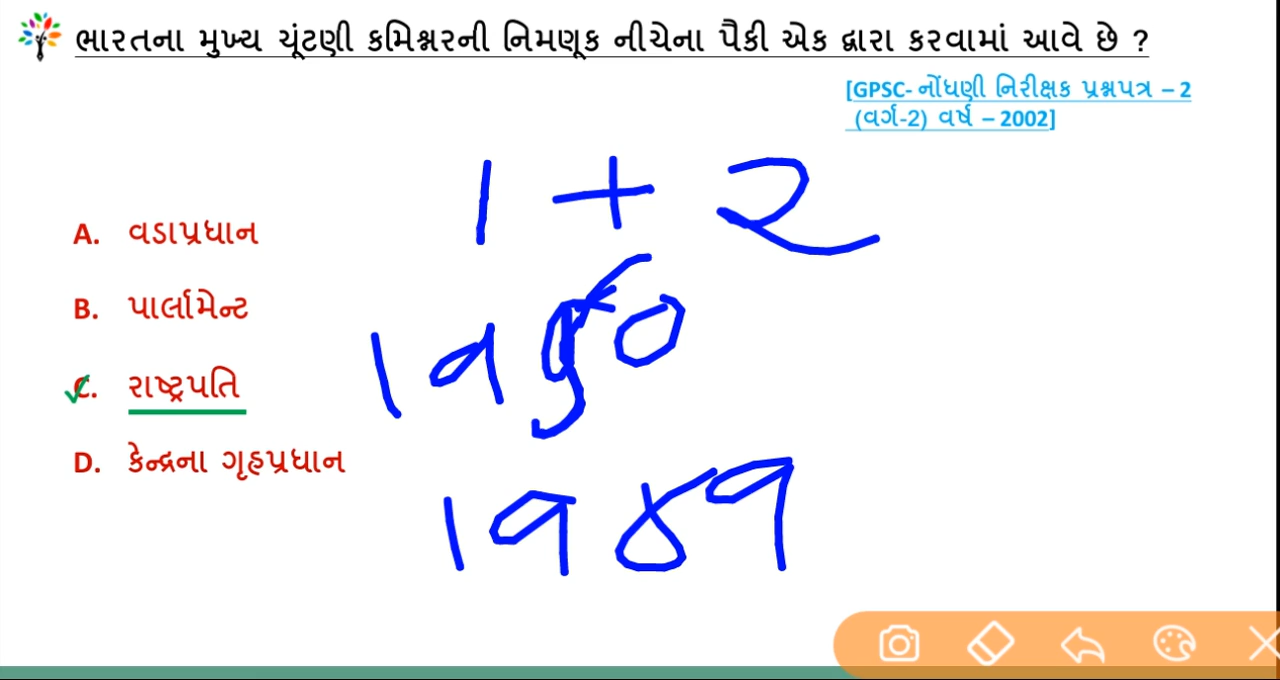 ભારતના મુખ્ય ચૂંટણી કમિશ્નરની નિમણૂક નીચેના પૈકી એક દ્વારા કરવામાં આવે છે ?
[GPSC- નોંધણી નિરીક્ષક પ્રશ્નપત્ર – 2
(વર્ગ-2) વર્ષ – 2002]
1 + 2
A. વડાપ્રધાન
B. પાર્લામેન્ટ
C. રાષ્ટ્રપતિ
D. કેન્દ્રના ગૃહપ્રધાન
1989